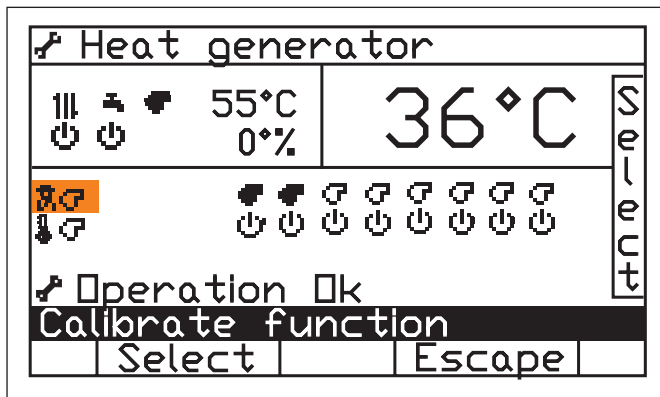 Heat generator
55°C
0°%
36°C
Select
Operation Ok
Calibrate function
Select Escape